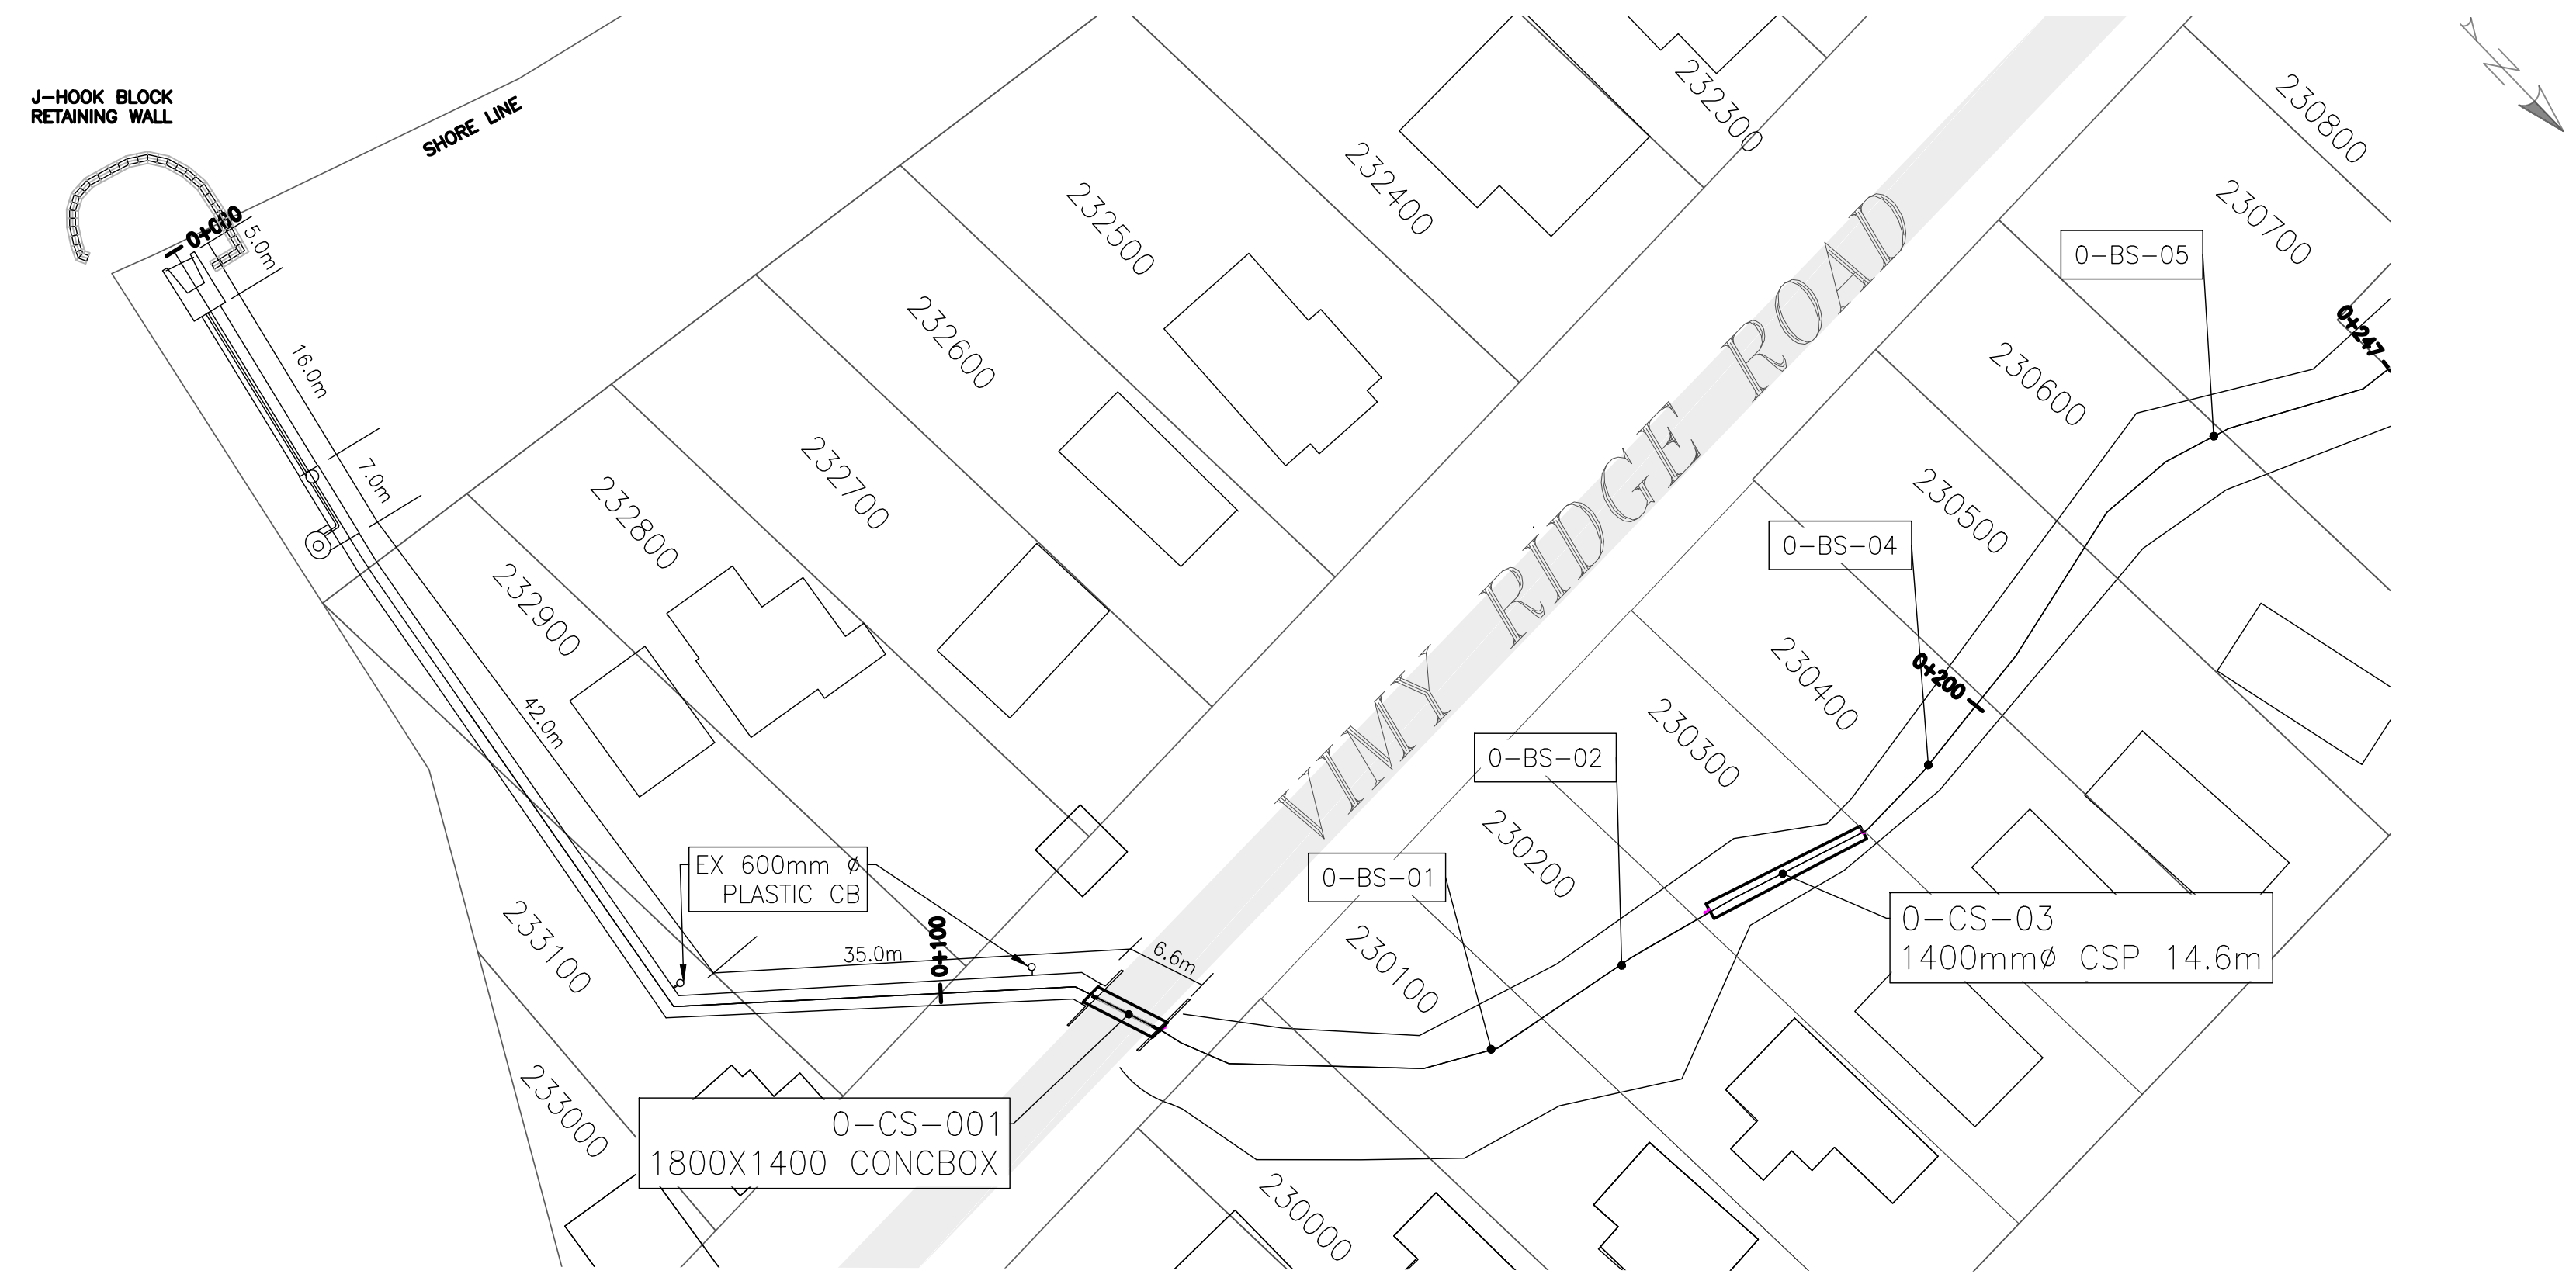 J-HOOK BLOCK
RETAINING WALL
SHORE LINE
N
0+000
5.0m
16.0m
7.0m
42.0m
35.0m
6.6m
232300
232400
232500
232600
232700
232800
232900
233100
233000
230800
230700
230600
230500
230400
230300
230200
230100
230000
VIMY RIDGE ROAD
0-BS-05
0+247
0-BS-04
0+200
0-BS-02
0-BS-01
EX 600mm Ø
PLASTIC CB
0+100
0-CS-03
1400mmø CSP 14.6m
0-CS-001
1800X1400 CONCBOX